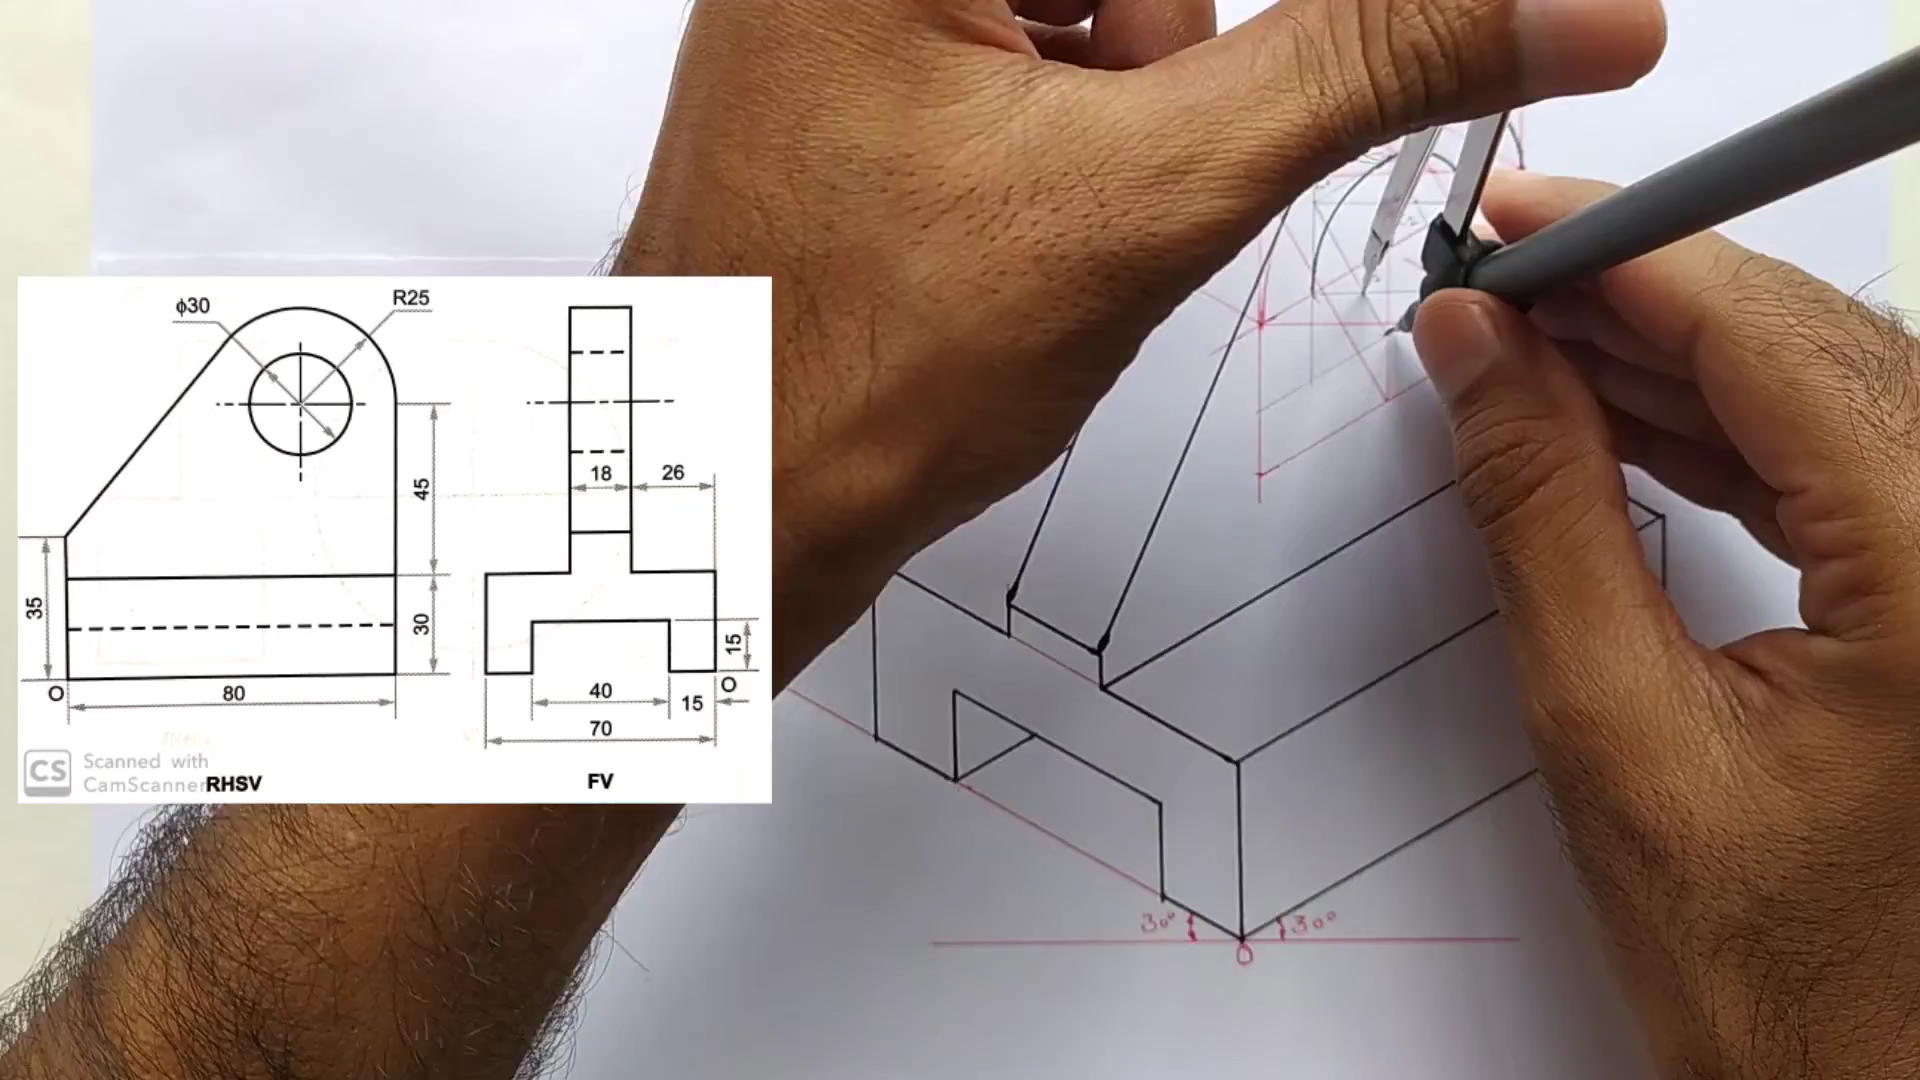 ϕ30
R25
18
26
45
35
30
15
O
80
40
15
O
70
CS
Scanned with
CamScanner
RHSV
FV
30°
30°
O